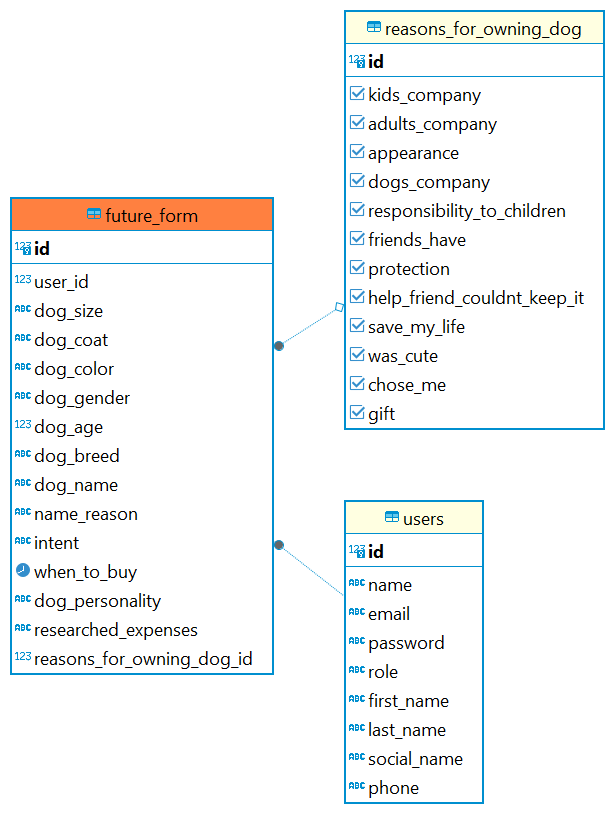 reasons_for_owning_dog
123 id
kids_company
adults_company
appearance
dogs_company
responsibility_to_children
friends_have
protection
help_friend_couldnt_keep_it
save_my_life
was_cute
chose_me
gift
future_form
123 id
123 user_id
ABC dog_size
ABC dog_coat
ABC dog_color
ABC dog_gender
123 dog_age
ABC dog_breed
ABC dog_name
ABC name_reason
ABC intent
when_to_buy
ABC dog_personality
ABC researched_expenses
123 reasons_for_owning_dog_id
users
123 id
ABC name
ABC email
ABC password
ABC role
ABC first_name
ABC last_name
ABC social_name
ABC phone